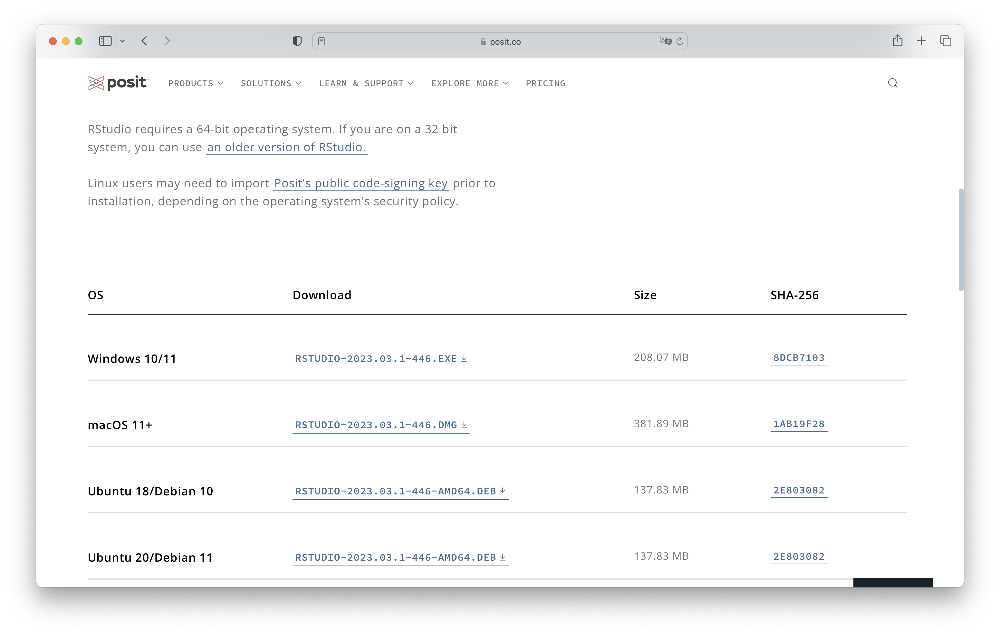 posit.co
posit™ PRODUCTS SOLUTIONS LEARN & SUPPORT EXPLORE MORE PRICING
RStudio requires a 64-bit operating system. If you are on a 32 bit
system, you can use an older version of RStudio.
Linux users may need to import Posit's public code-signing key prior to
installation, depending on the operating system's security policy.
OS Download Size SHA-256
Windows 10/11 RSTUDIO-2023.03.1-446.EXE 208.07 MB 8DCB7103
macOS 11+ RSTUDIO-2023.03.1-446.DMG 381.89 MB 1AB19F28
Ubuntu 18/Debian 10 RSTUDIO-2023.03.1-446-AMD64.DEB 137.83 MB 2E803082
Ubuntu 20/Debian 11 RSTUDIO-2023.03.1-446-AMD64.DEB 137.83 MB 2E803082